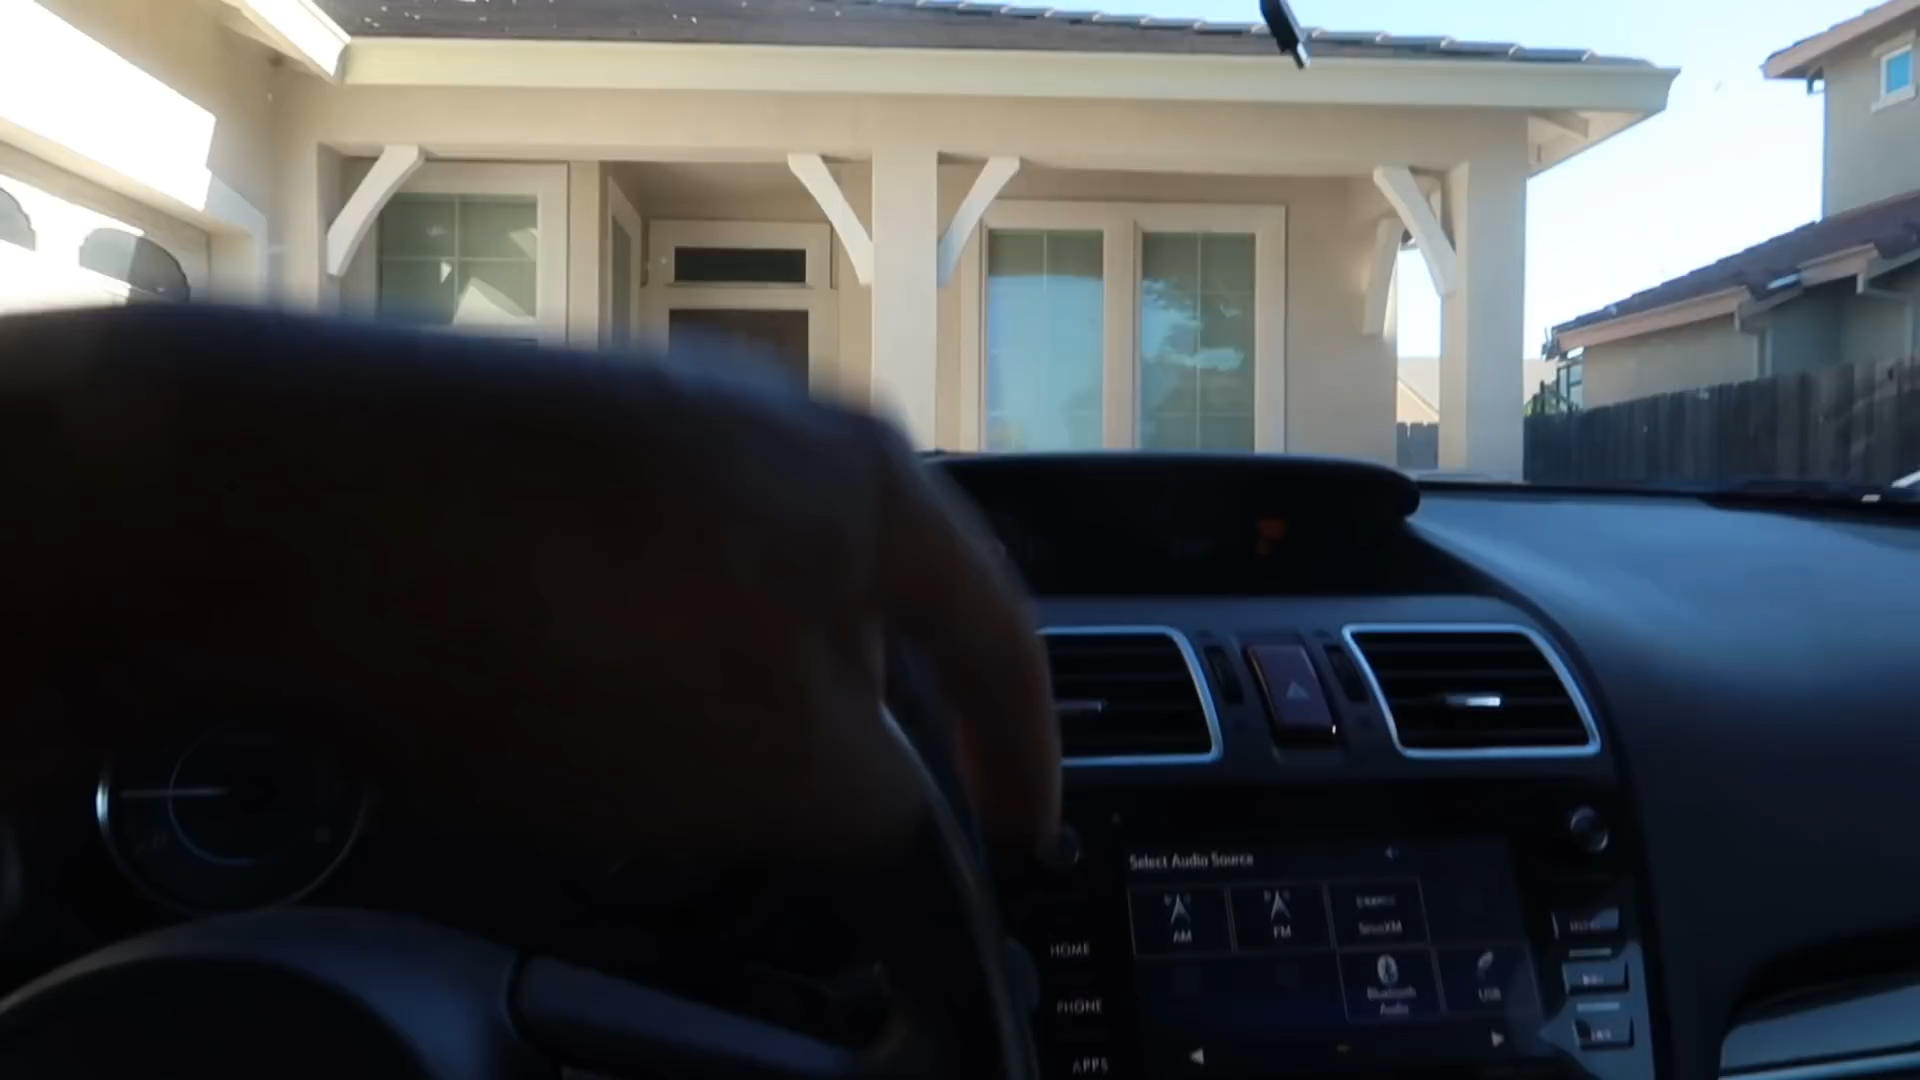 Select Audio Source
AM
FM
SiriusXM
HOME
Bluetooth
Audio
USB
PHONE
APPS